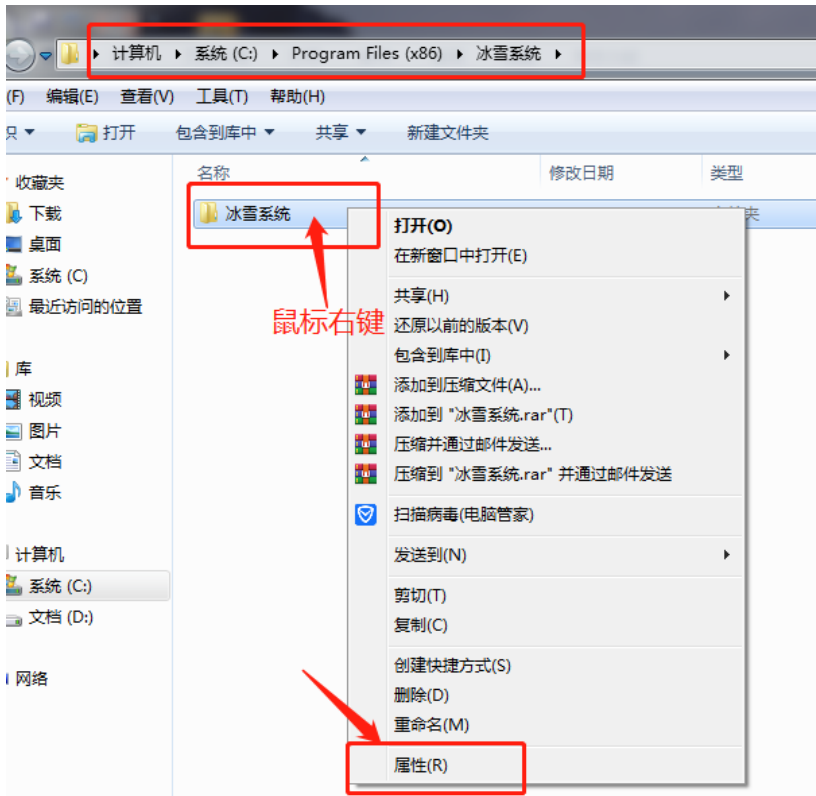 计算机 ▸ 系统 (C:) ▸ Program Files (x86) ▸ 冰雪系统 ▸
(F) 编辑(E) 查看(V) 工具(T) 帮助(H)
打开 包含到库中 共享 新建文件夹
名称 修改日期 类型
收藏夹
下载
桌面
系统 (C)
最近访问的位置
库
视频
图片
文档
音乐
计算机
系统 (C:)
文档 (D:)
网络
冰雪系统
鼠标右键
打开(O)
在新窗口中打开(E)
共享(H)
还原以前的版本(V)
包含到库中(I)
添加到压缩文件(A)...
添加到 "冰雪系统.rar"(T)
压缩并通过邮件发送...
压缩到 "冰雪系统.rar" 并通过邮件发送
扫描病毒(电脑管家)
发送到(N)
剪切(T)
复制(C)
创建快捷方式(S)
删除(D)
重命名(M)
属性(R)